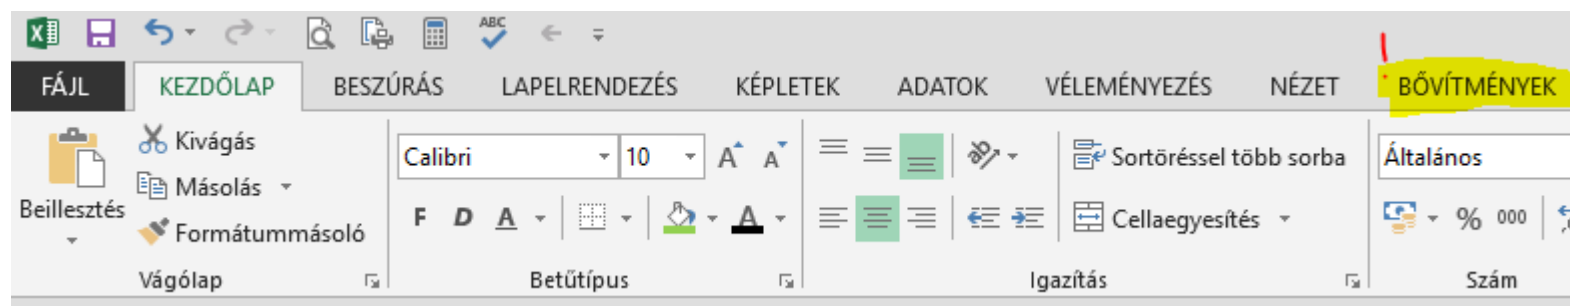 ABC
FÁJL KEZDŐLAP BESZÚRÁS LAPELRENDEZÉS KÉPLETEK ADATOK VÉLEMÉNYEZÉS NÉZET BŐVÍTMÉNYEK
Kivágás
Calibri 10 A A Sortöréssel több sorba Általános
Másolás
Beillesztés
F D A A Cellaegyesítés % 000
Formátummásoló
Vágólap Betűtípus Igazítás Szám